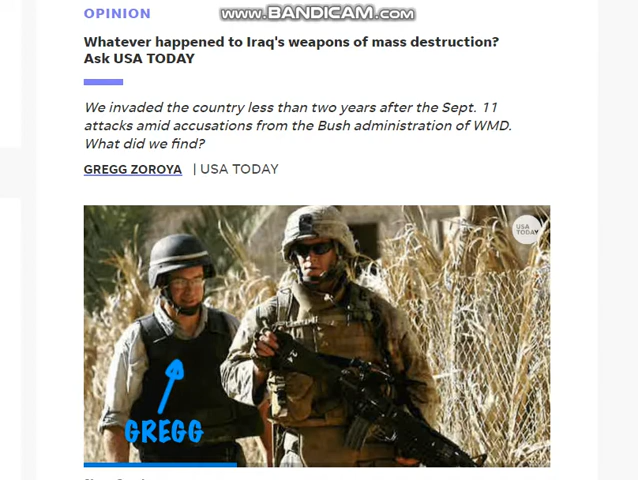 www.BANDICAM.com
OPINION
Whatever happened to Iraq's weapons of mass destruction?
Ask USA TODAY
We invaded the country less than two years after the Sept. 11
attacks amid accusations from the Bush administration of WMD.
What did we find?
GREGG ZOROYA | USA TODAY
USA
TODAY
GREGG